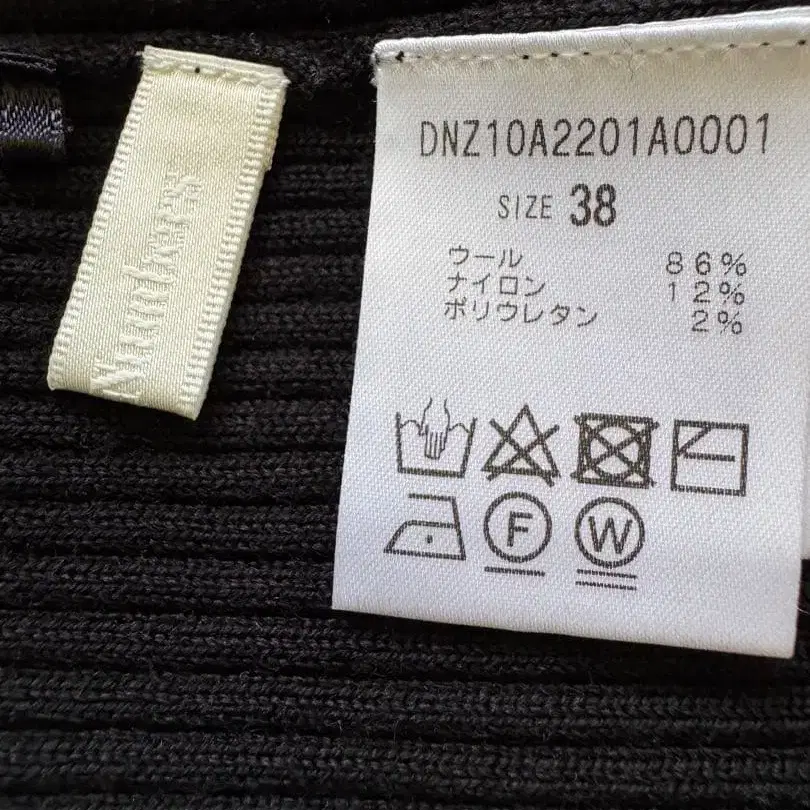 DNZ10A2201A0001
SIZE 38
ウール 86%
ナイロン 12%
ポリウレタン 2%
F
W